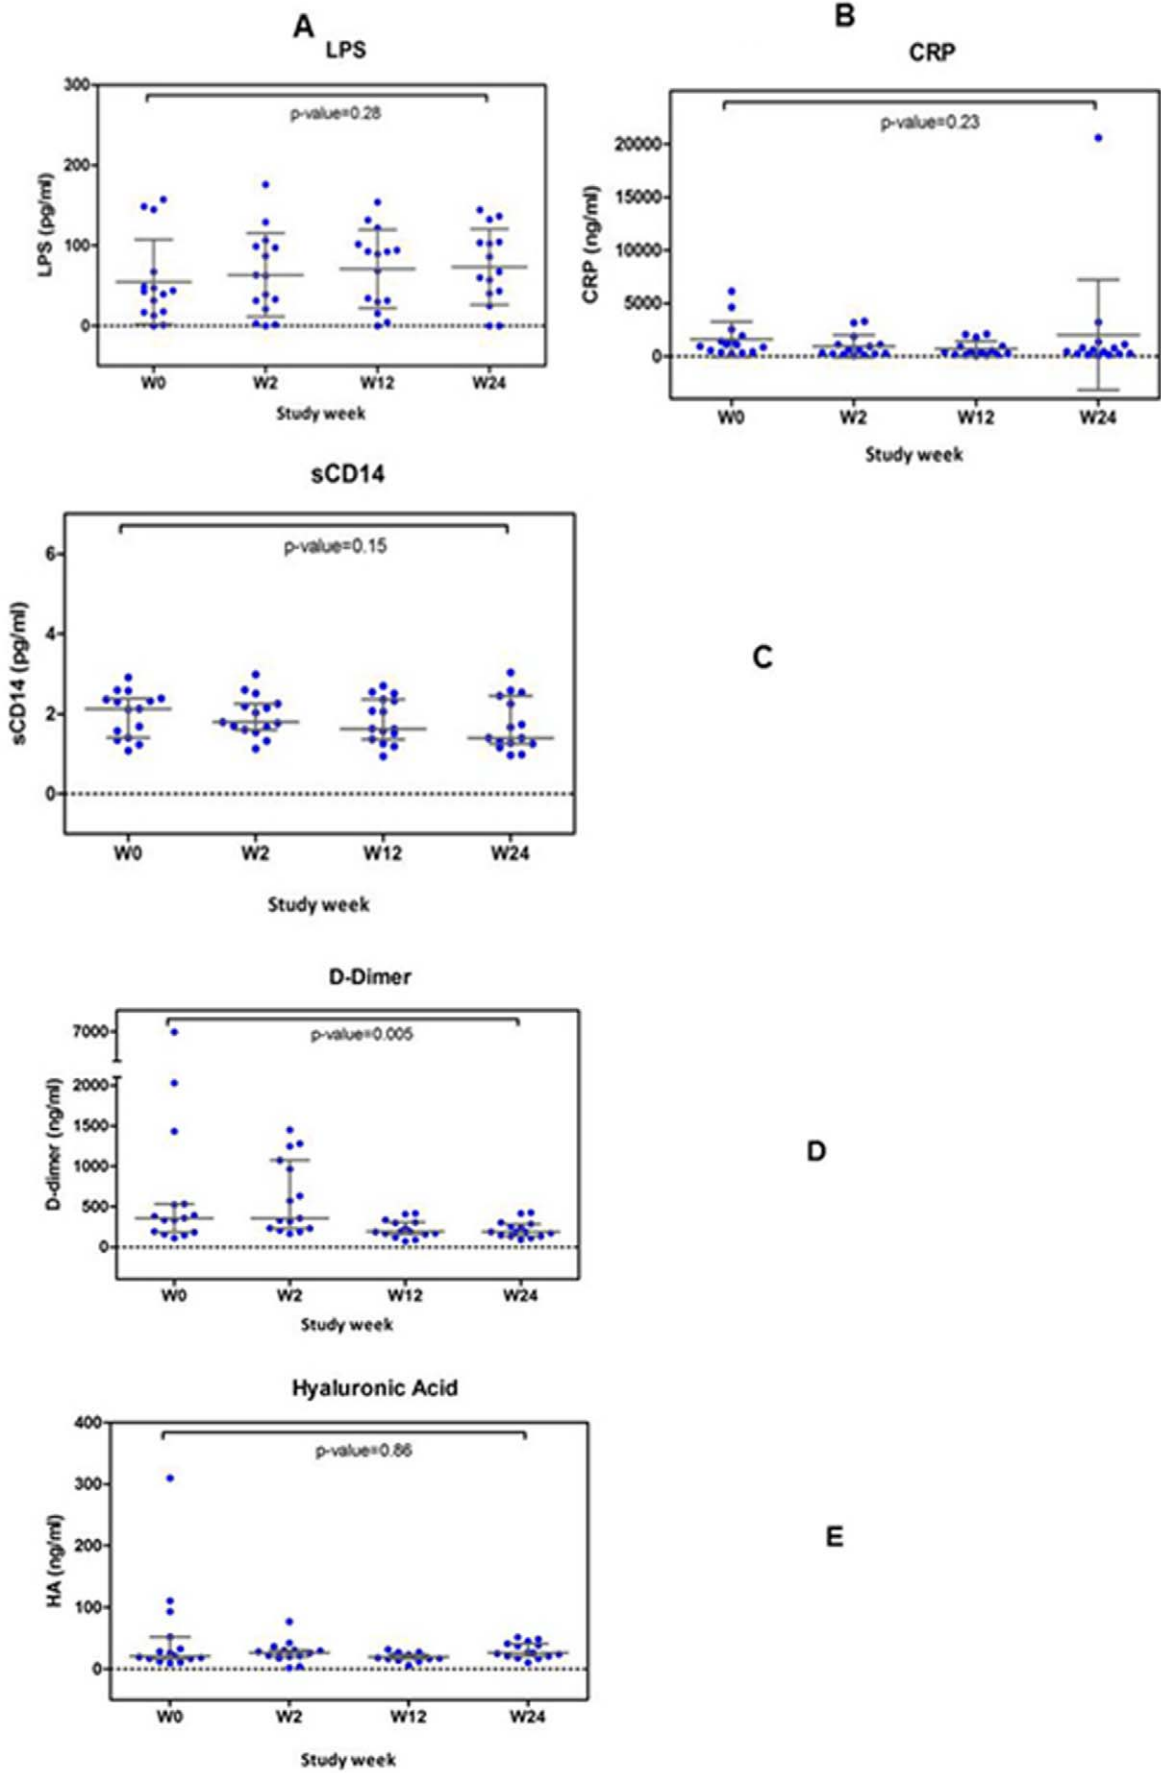 A
LPS
300
p-value=0.28
200
100
0
LPS (pg/ml)
W0 W2 W12 W24
Study week
B
CRP
p-value=0.23
20000
15000
10000
5000
0
CRP (ng/ml)
W0 W2 W12 W24
Study week
sCD14
p-value=0.15
6
4
2
0
sCD14 (pg/ml)
W0 W2 W12 W24
Study week
C
D-Dimer
7000
p-value=0.005
2000
1500
1000
500
0
D-dimer (ng/ml)
W0 W2 W12 W24
Study week
D
Hyaluronic Acid
400
p-value=0.86
300
200
100
0
HA (ng/ml)
W0 W2 W12 W24
Study week
E